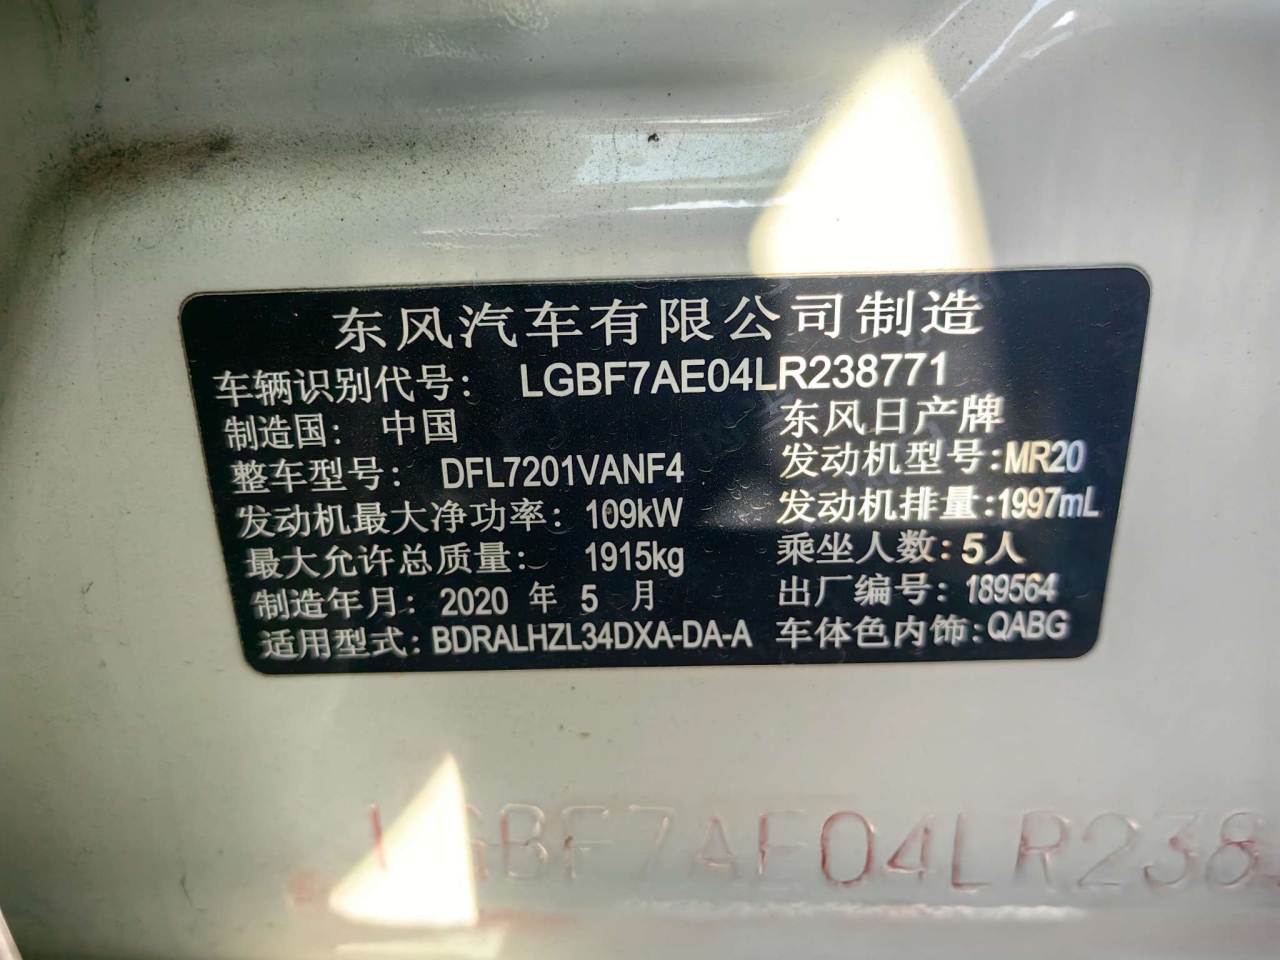 东风汽车有限公司制造
车辆识别代号: LGBF7AE04LR238771
制造国: 中国 东风日产牌
整车型号: DFL7201VANF4 发动机型号:MR20
发动机最大净功率: 109kW 发动机排量:1997mL
最大允许总质量: 1915kg 乘坐人数: 5人
制造年月: 2020 年 5 月 出厂编号: 189564
适用型式: BDRALHZL34DXA-DA-A 车体色内饰: QABG
LGBF7AE04LR238